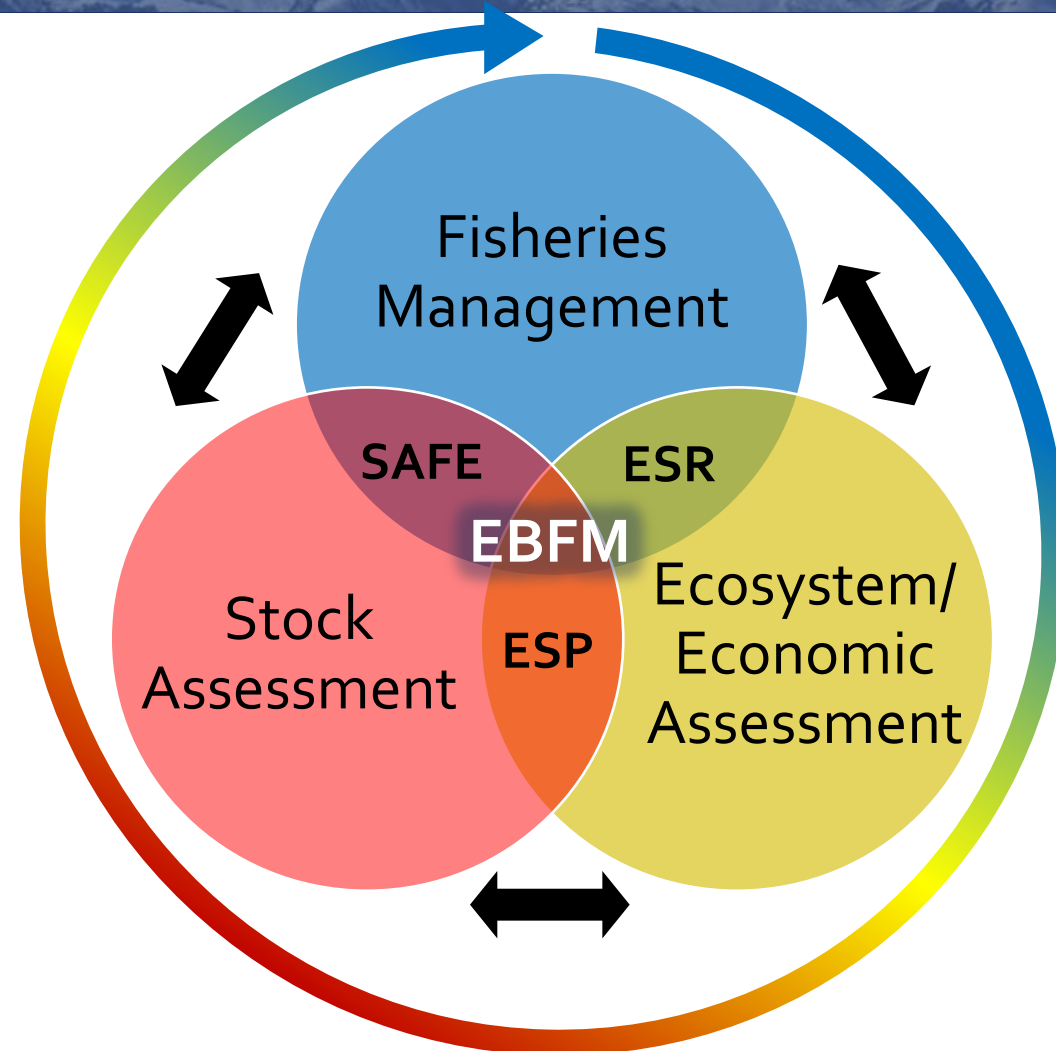 Fisheries
Management
SAFE
ESR
EBFM
Stock
Assessment
ESP
Ecosystem/
Economic
Assessment